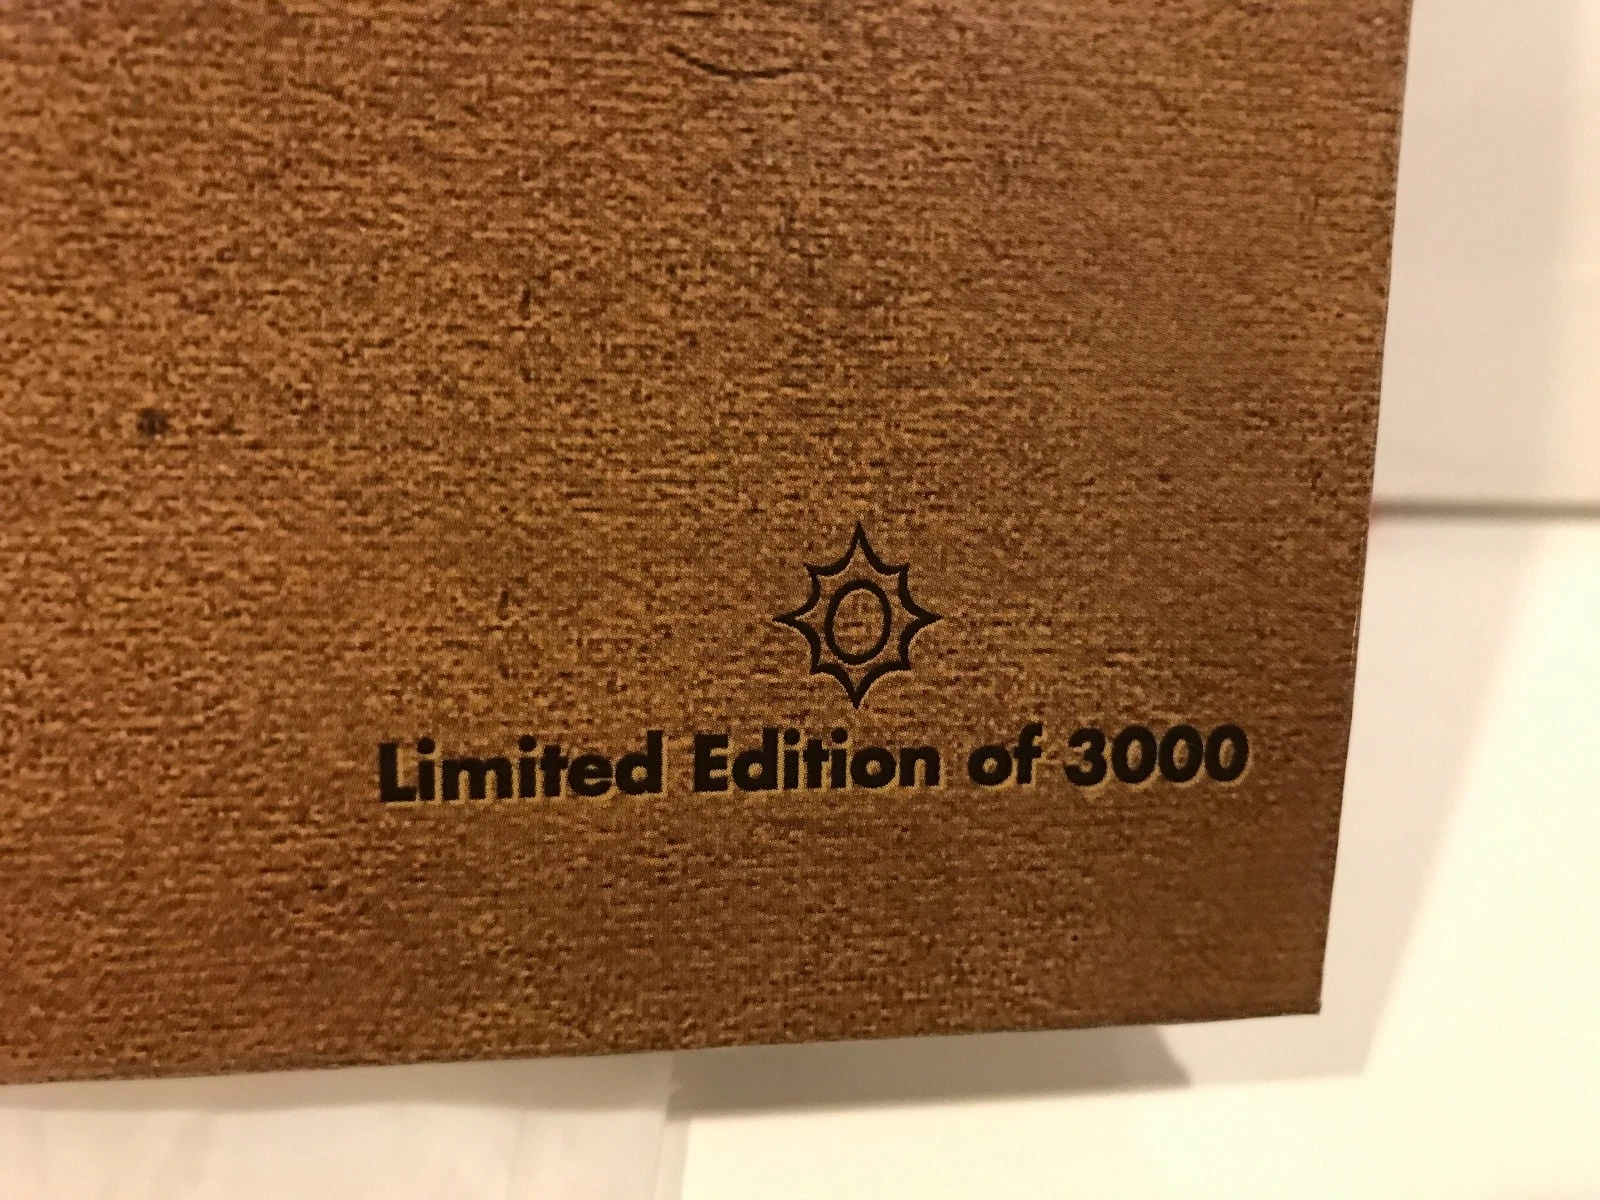 Limited Edition of 3000